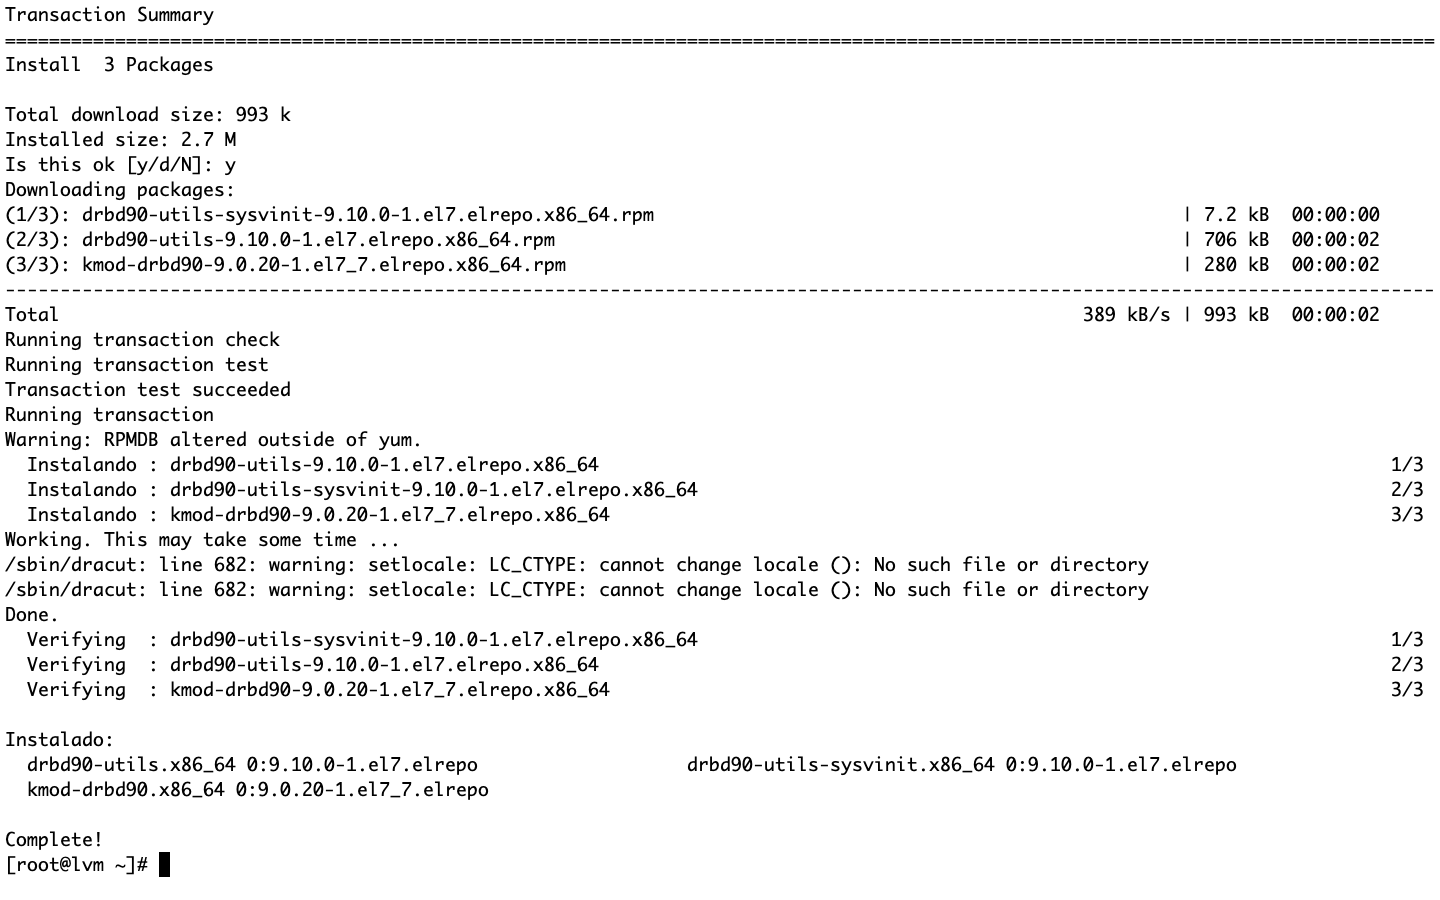 Transaction Summary
==================================================================================================================================
Install  3 Packages

Total download size: 993 k
Installed size: 2.7 M
Is this ok [y/d/N]: y
Downloading packages:
(1/3): drbd90-utils-sysvinit-9.10.0-1.el7.elrepo.x86_64.rpm | 7.2 kB  00:00:00
(2/3): drbd90-utils-9.10.0-1.el7.elrepo.x86_64.rpm | 706 kB  00:00:02
(3/3): kmod-drbd90-9.0.20-1.el7_7.elrepo.x86_64.rpm | 280 kB  00:00:02
----------------------------------------------------------------------------------------------------------------------------------
Total 389 kB/s | 993 kB  00:00:02
Running transaction check
Running transaction test
Transaction test succeeded
Running transaction
Warning: RPMDB altered outside of yum.
  Instalando : drbd90-utils-9.10.0-1.el7.elrepo.x86_64 1/3
  Instalando : drbd90-utils-sysvinit-9.10.0-1.el7.elrepo.x86_64 2/3
  Instalando : kmod-drbd90-9.0.20-1.el7_7.elrepo.x86_64 3/3
Working. This may take some time ...
/sbin/dracut: line 682: warning: setlocale: LC_CTYPE: cannot change locale (): No such file or directory
/sbin/dracut: line 682: warning: setlocale: LC_CTYPE: cannot change locale (): No such file or directory
Done.
  Verifying  : drbd90-utils-sysvinit-9.10.0-1.el7.elrepo.x86_64 1/3
  Verifying  : drbd90-utils-9.10.0-1.el7.elrepo.x86_64 2/3
  Verifying  : kmod-drbd90-9.0.20-1.el7_7.elrepo.x86_64 3/3

Instalado:
  drbd90-utils.x86_64 0:9.10.0-1.el7.elrepo drbd90-utils-sysvinit.x86_64 0:9.10.0-1.el7.elrepo
  kmod-drbd90.x86_64 0:9.0.20-1.el7_7.elrepo

Complete!
[root@lvm ~]#